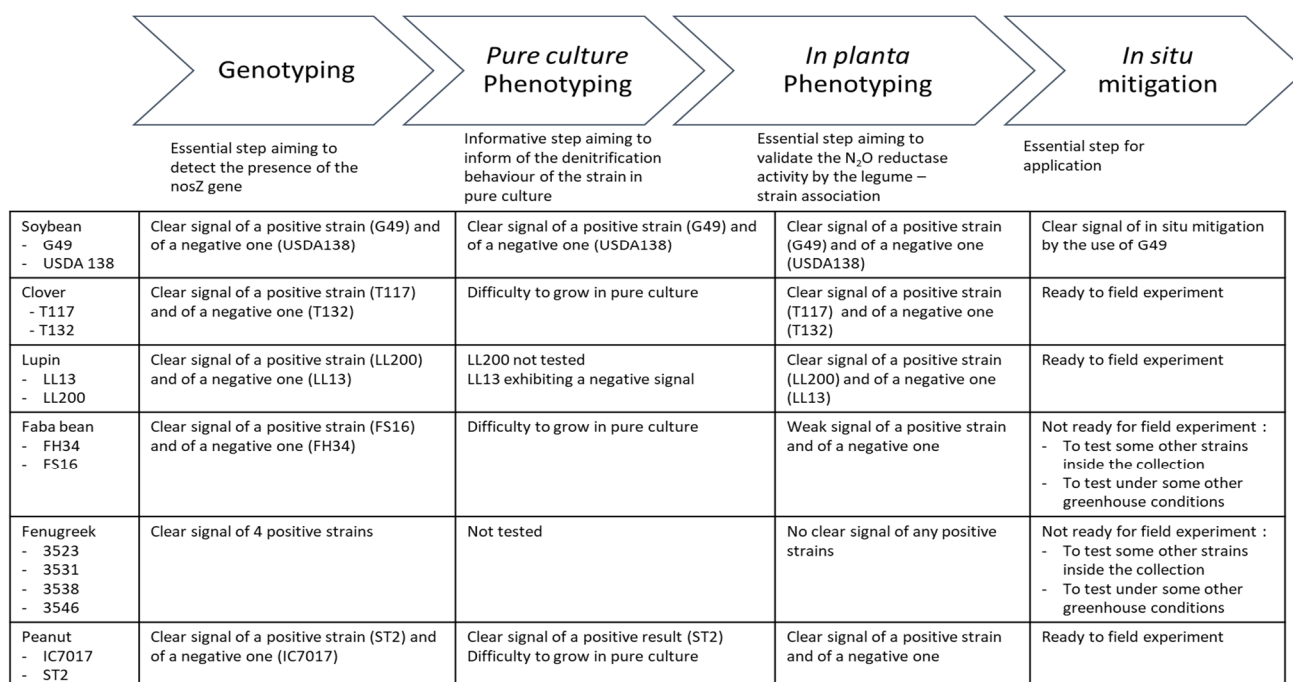 Genotyping
Pure culture
Phenotyping
In planta
Phenotyping
In situ
mitigation
Essential step aiming to
detect the presence of the
nosZ gene
Informative step aiming to
inform of the denitrification
behaviour of the strain in
pure culture
Essential step aiming to
validate the N₂O reductase
activity by the legume –
strain association
Essential step for
application
Soybean
- G49
- USDA 138
Clear signal of a positive strain (G49) and
of a negative one (USDA138)
Clear signal of a positive strain (G49) and
of a negative one (USDA138)
Clear signal of a positive strain
(G49) and of a negative one
(USDA138)
Clear signal of in situ mitigation
by the use of G49
Clover
- T117
- T132
Clear signal of a positive strain (T117)
and of a negative one (T132)
Difficulty to grow in pure culture
Clear signal of a positive strain
(T117) and of a negative one
(T132)
Ready to field experiment
Lupin
- LL13
- LL200
Clear signal of a positive strain (LL200)
and of a negative one (LL13)
LL200 not tested
LL13 exhibiting a negative signal
Clear signal of a positive strain
(LL200) and of a negative one
(LL13)
Ready to field experiment
Faba bean
- FH34
- FS16
Clear signal of a positive strain (FS16)
and of a negative one (FH34)
Difficulty to grow in pure culture
Weak signal of a positive strain
and of a negative one
Not ready for field experiment :
- To test some other strains
inside the collection
- To test under some other
greenhouse conditions
Fenugreek
- 3523
- 3531
- 3538
- 3546
Clear signal of 4 positive strains
Not tested
No clear signal of any positive
strains
Not ready for field experiment :
- To test some other strains
inside the collection
- To test under some other
greenhouse conditions
Peanut
- IC7017
- ST2
Clear signal of a positive strain (ST2) and
of a negative one (IC7017)
Clear signal of a positive result (ST2)
Difficulty to grow in pure culture
Clear signal of a positive strain
and of a negative one
Ready to field experiment